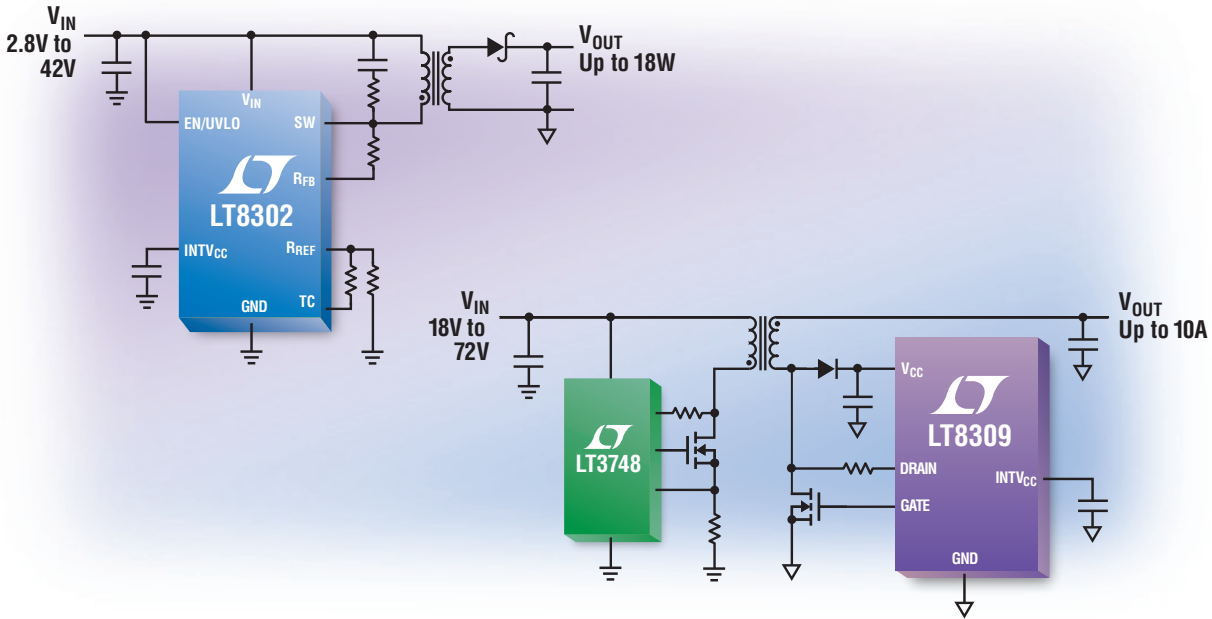 VIN
2.8V to
42V
VOUT
Up to 18W
VIN
EN/UVLO
SW
RFB
LT8302
INTVCC
RREF
TC
GND
VIN
18V to
72V
VOUT
Up to 10A
LT3748
VCC
LT8309
DRAIN
INTVCC
GATE
GND